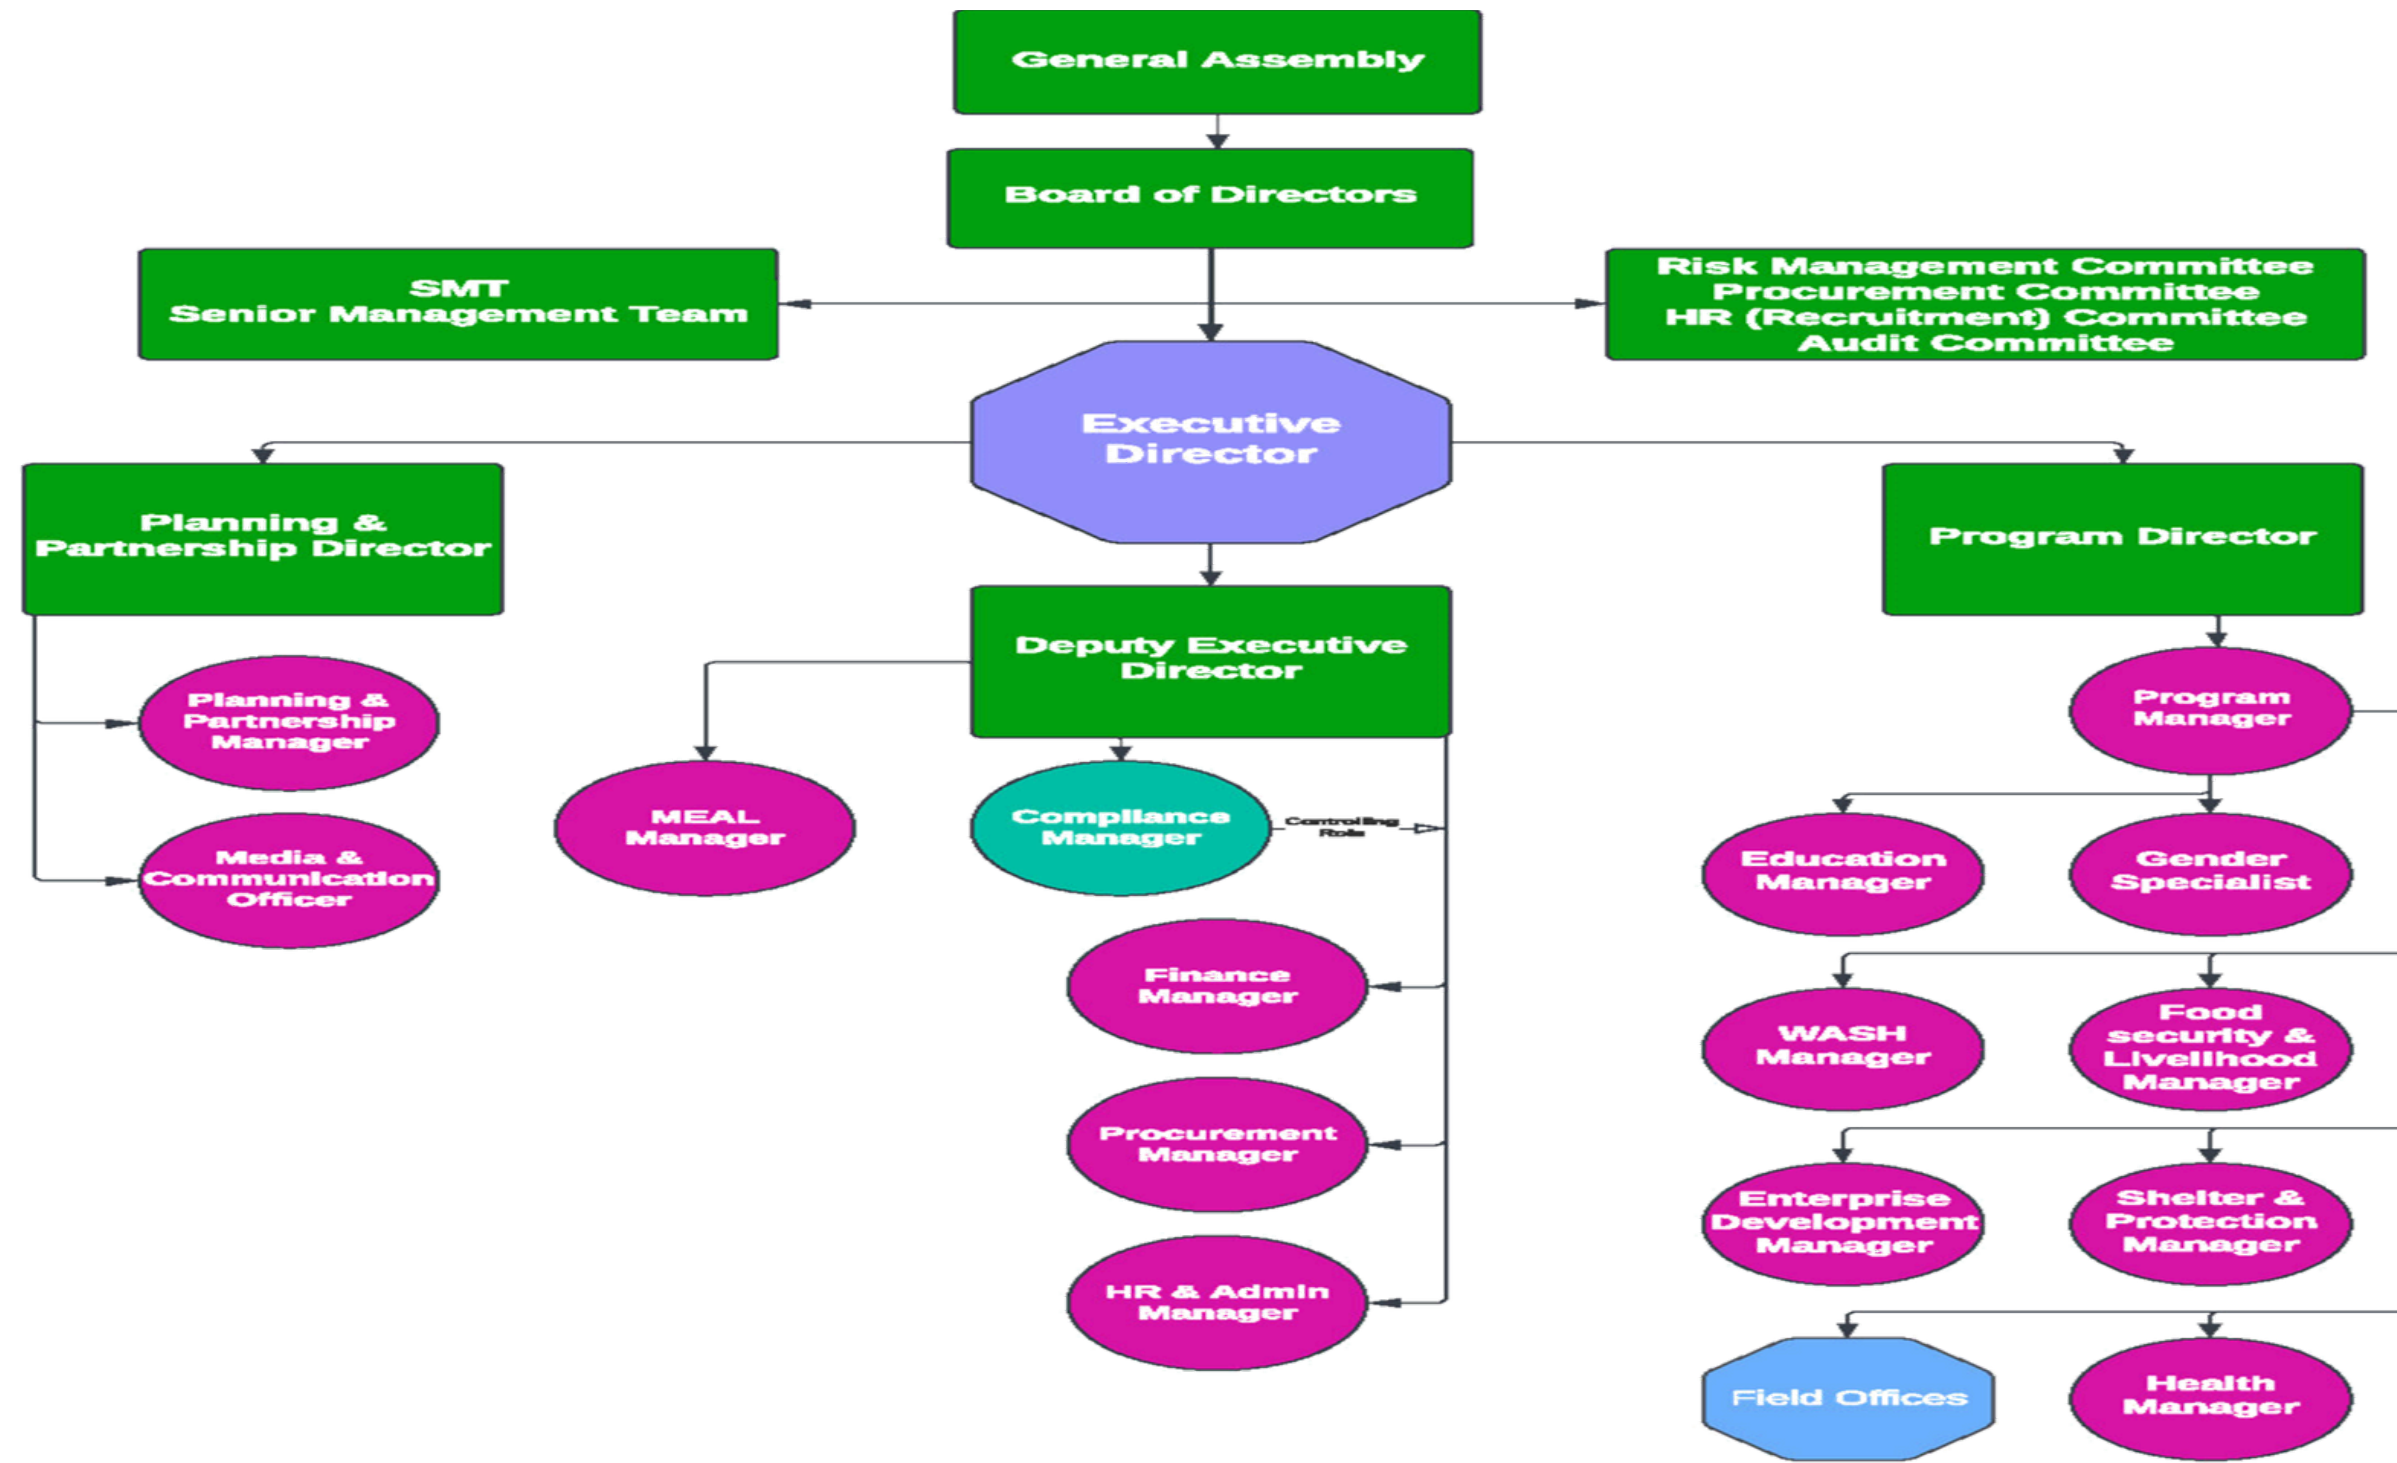 General Assembly
Board of Directors
SMT
Senior Management Team
Risk Management Committee
Procurement Committee
HR (Recruitment) Committee
Audit Committee
Executive
Director
Planning &
Partnership Director
Program Director
Deputy Executive
Director
Planning &
Partnership
Manager
Program
Manager
MEAL
Manager
Compliance
Manager
Controlling
Role
Media &
Communication
Officer
Education
Manager
Gender
Specialist
Finance
Manager
WASH
Manager
Food
security &
Livelihood
Manager
Procurement
Manager
Enterprise
Development
Manager
Shelter &
Protection
Manager
HR & Admin
Manager
Field Offices
Health
Manager